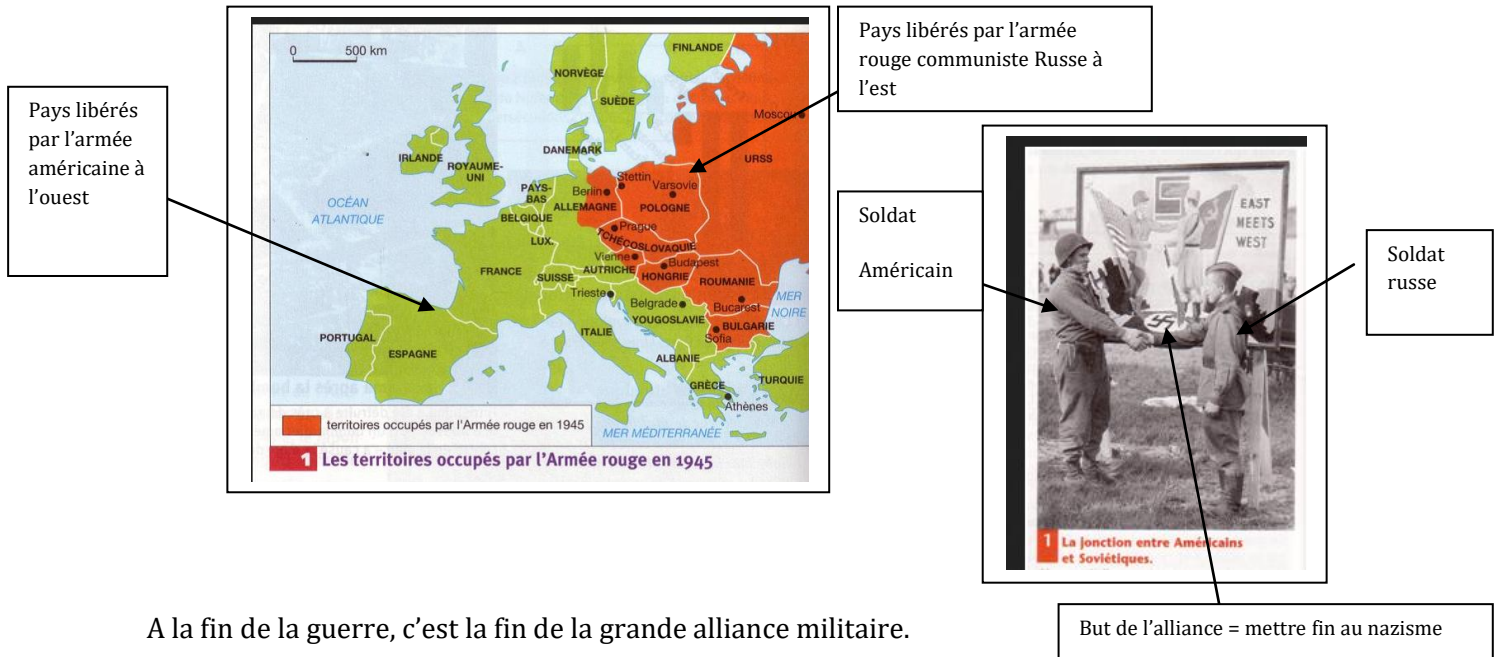 Pays libérés
par l’armée
américaine à
l’ouest
0 500 km
FINLANDE
NORVÈGE
SUÈDE
Moscou
DANEMARK
URSS
IRLANDE
ROYAUME-
UNI
Stettin
Berlin
Varsovie
PAYS-
BAS
ALLEMAGNE
POLOGNE
OCÉAN
ATLANTIQUE
BELGIQUE
Prague
LUX.
TCHÉCOSLOVAQUIE
Vienne
Budapest
FRANCE
SUISSE
AUTRICHE
HONGRIE
ROUMANIE
Trieste
Belgrade
Bucarest
MER
NOIRE
YOUGOSLAVIE
BULGARIE
PORTUGAL
ESPAGNE
ITALIE
Sofia
ALBANIE
GRÈCE
TURQUIE
Athènes
MER MÉDITERRANÉE
territoires occupés par l'Armée rouge en 1945
1 Les territoires occupés par l’Armée rouge en 1945
Pays libérés par l’armée
rouge communiste Russe à
l’est
Soldat
Américain
EAST
MEETS
WEST
Soldat
russe
1 La jonction entre Américains
et Soviétiques.
A la fin de la guerre, c’est la fin de la grande alliance militaire.
But de l’alliance = mettre fin au nazisme